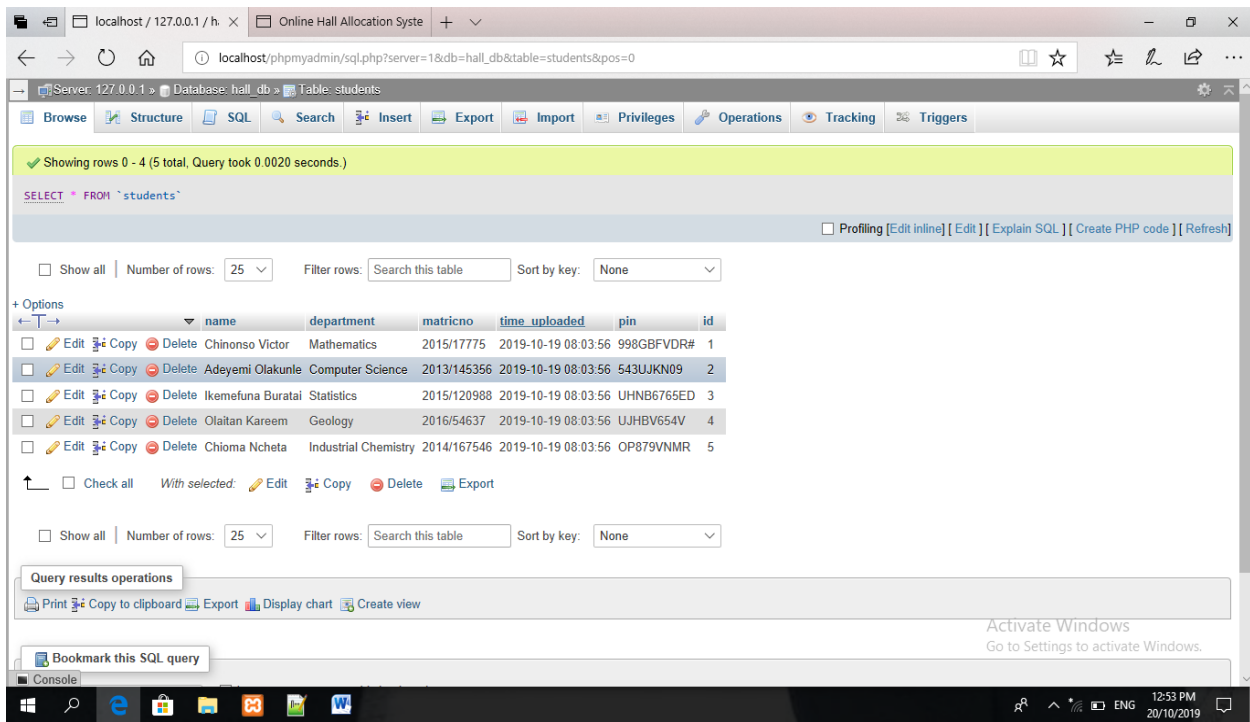 localhost / 127.0.0.1 / h
Online Hall Allocation Syste
localhost/phpmyadmin/sql.php?server=1&db=hall_db&table=students&pos=0
Server: 127.0.0.1 » Database: hall_db » Table: students
Browse Structure SQL Search Insert Export Import Privileges Operations Tracking Triggers
Showing rows 0 - 4 (5 total, Query took 0.0020 seconds.)
SELECT * FROM `students`
Profiling [Edit inline] [ Edit ] [ Explain SQL ] [ Create PHP code ] [ Refresh]
Show all | Number of rows: 25 Filter rows: Search this table Sort by key: None
+ Options
←T→ name department matricno time_uploaded pin id
Edit Copy Delete Chinonso Victor Mathematics 2015/17775 2019-10-19 08:03:56 998GBFVDR# 1
Edit Copy Delete Adeyemi Olakunle Computer Science 2013/145356 2019-10-19 08:03:56 543UJKN09 2
Edit Copy Delete Ikemefuna Buratai Statistics 2015/120988 2019-10-19 08:03:56 UHNB6765ED 3
Edit Copy Delete Olaitan Kareem Geology 2016/54637 2019-10-19 08:03:56 UJHBV654V 4
Edit Copy Delete Chioma Ncheta Industrial Chemistry 2014/167546 2019-10-19 08:03:56 OP879VNMR 5
Check all With selected: Edit Copy Delete Export
Show all | Number of rows: 25 Filter rows: Search this table Sort by key: None
Query results operations
Print Copy to clipboard Export Display chart Create view
Activate Windows
Go to Settings to activate Windows.
Bookmark this SQL query
Console
ENG
12:53 PM
20/10/2019